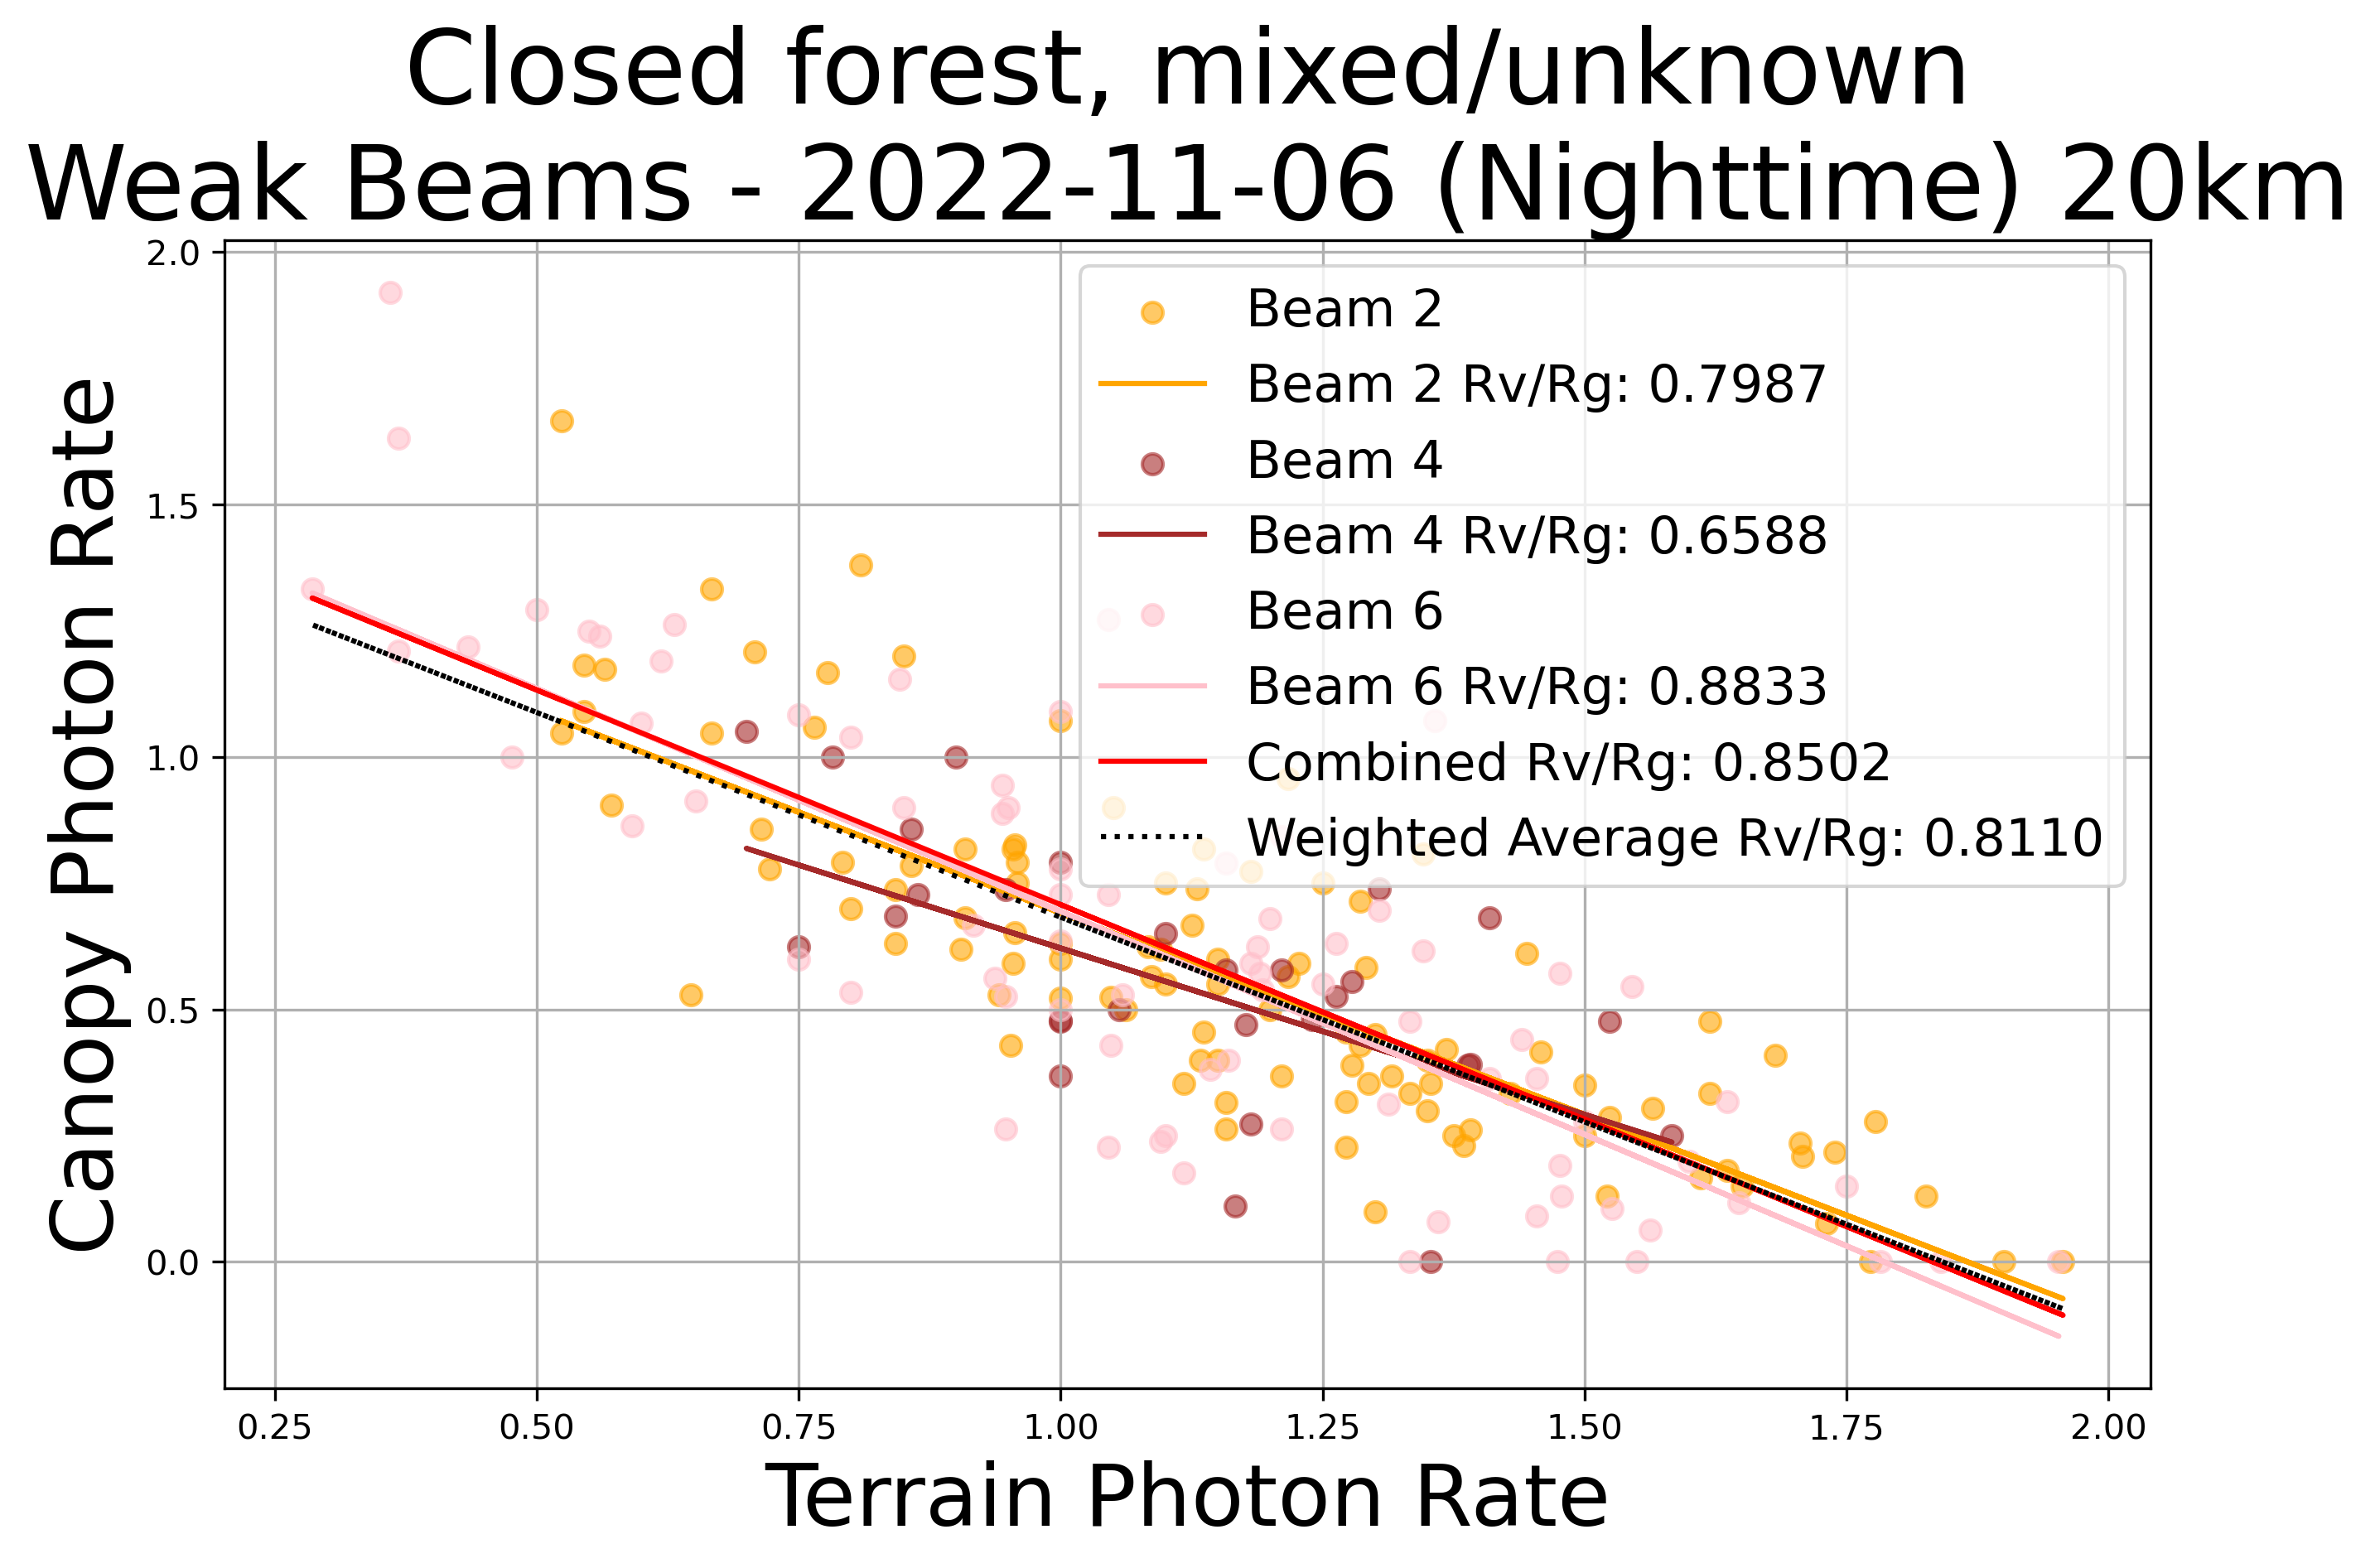 Closed forest, mixed/unknown
Weak Beams - 2022-11-06 (Nighttime) 20km
Canopy Photon Rate
2.0
1.5
1.0
0.5
0.0
Beam 2
Beam 2 Rv/Rg: 0.7987
Beam 4
Beam 4 Rv/Rg: 0.6588
Beam 6
Beam 6 Rv/Rg: 0.8833
Combined Rv/Rg: 0.8502
Weighted Average Rv/Rg: 0.8110
0.25 0.50 0.75 1.00 1.25 1.50 1.75 2.00
Terrain Photon Rate